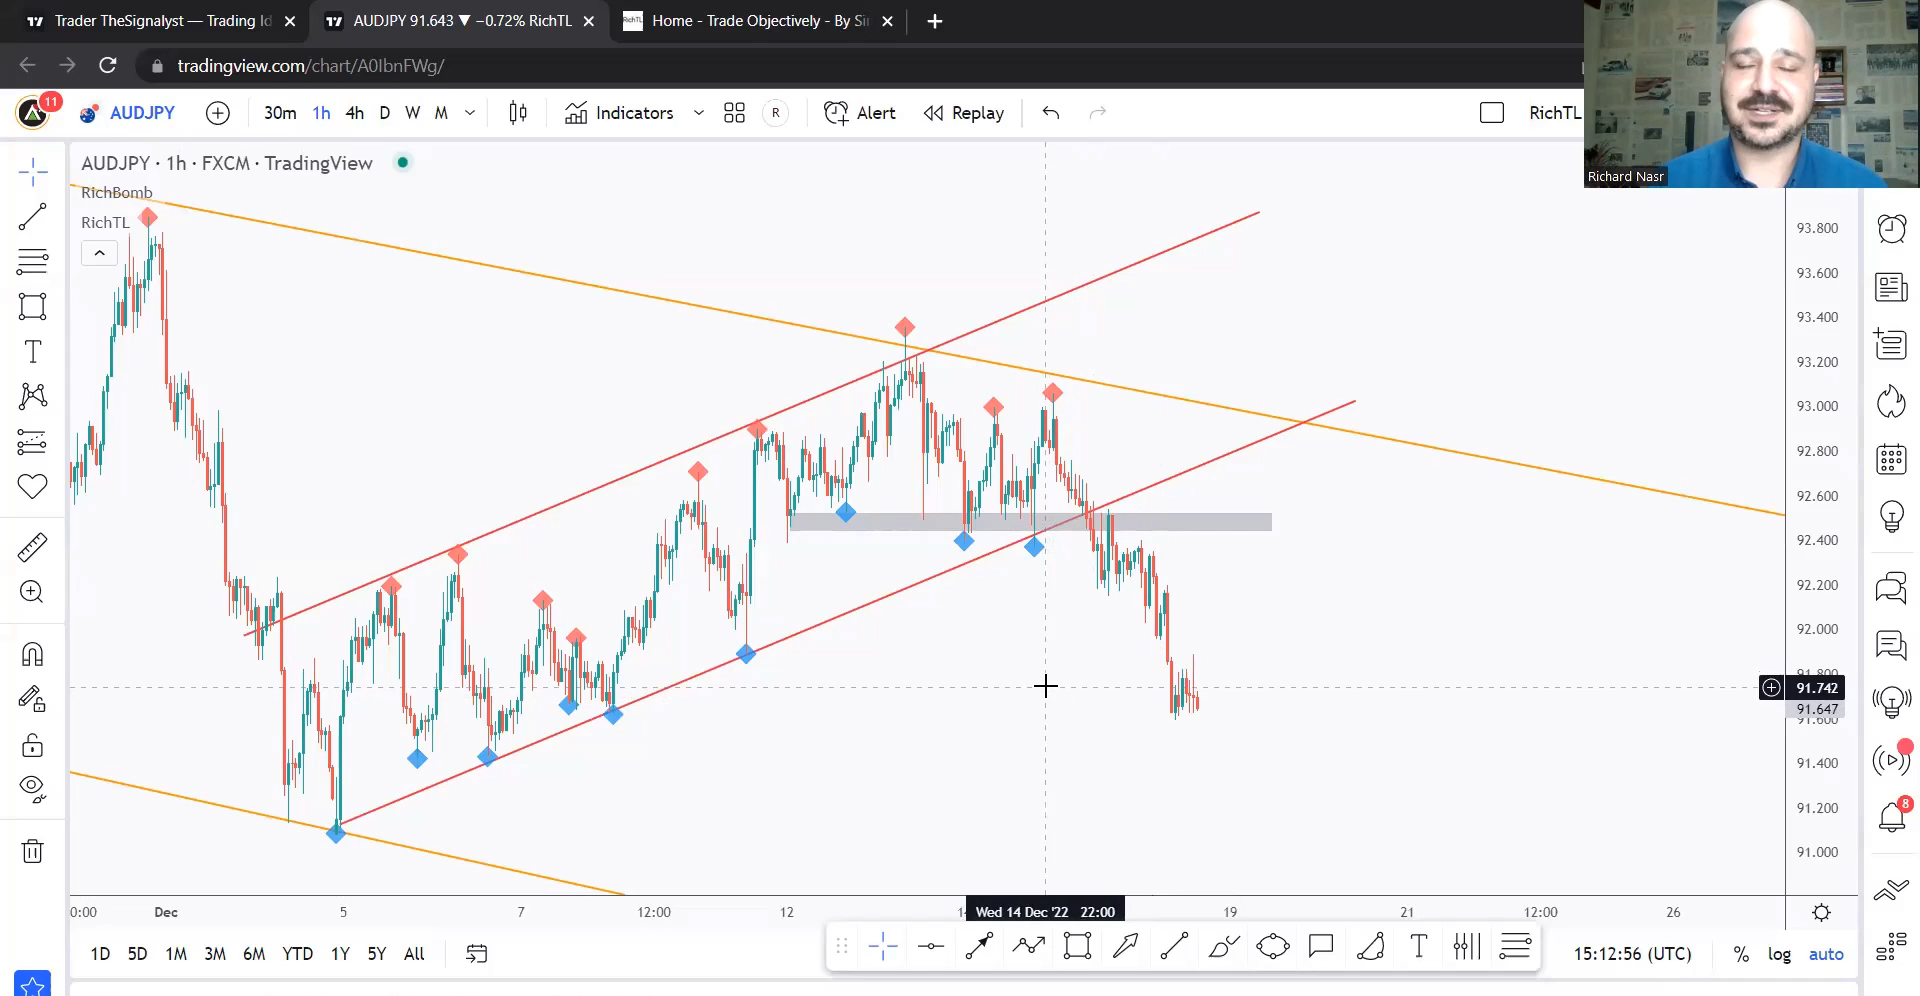 Trader TheSignalyst — Trading Id
AUDJPY 91.643 ▼ −0.72% RichTL
RichTL
Home - Trade Objectively - By Sir
tradingview.com/chart/A0IbnFWg/
11
AUDJPY
30m 1h 4h D W M
Indicators
R
Alert
Replay
RichTL
Richard Nasr
AUDJPY · 1h · FXCM · TradingView
RichBomb
RichTL
93.800
93.600
93.400
93.200
93.000
92.800
92.600
92.400
92.200
92.000
91.742
91.647
91.400
91.200
91.000
8
0:00 Dec 5 7 12:00 12 Wed 14 Dec '22 22:00 19 21 12:00 26
1D 5D 1M 3M 6M YTD 1Y 5Y All
T
15:12:56 (UTC) % log auto